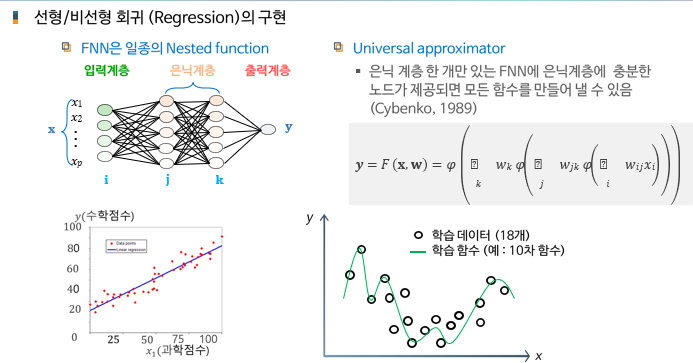 선형/비선형 회귀 (Regression)의 구현
FNN은 일종의 Nested function
입력계층 은닉계층 출력계층
x
x₁
x₂
⋮
xₚ
y
i j k
Universal approximator
▪ 은닉 계층 한 개만 있는 FNN에 은닉계층에 충분한
노드가 제공되면 모든 함수를 만들어 낼 수 있음
(Cybenko, 1989)
y = F (x, w) = φ ( ⍰ₖ wₖ φ ( ⍰ⱼ wⱼₖ φ ( ⍰ᵢ wᵢⱼxᵢ ) ) )
y(수학점수)
100
80
60
40
20
0
Data points
Linear regression
25 50 75 100
x₁(과학점수)
y
학습 데이터 (18개)
학습 함수 (예 : 10차 함수)
x